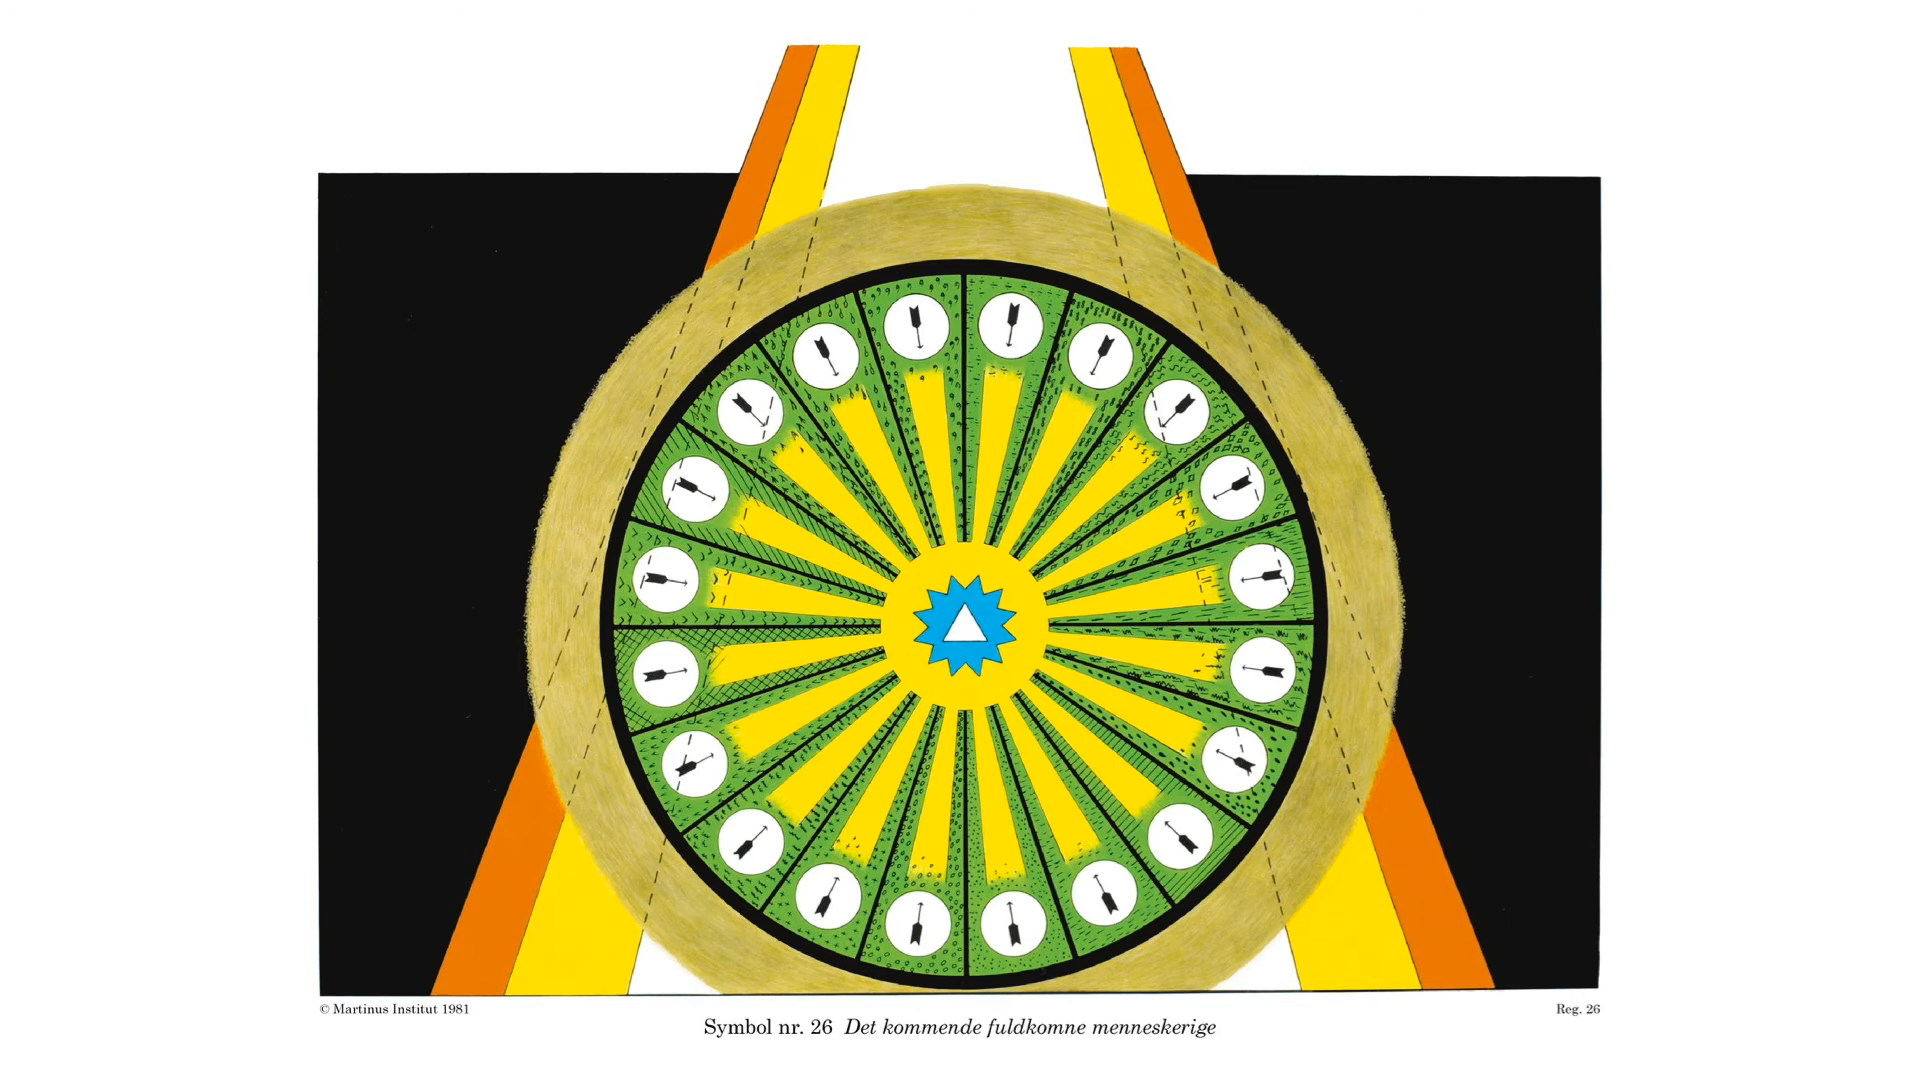 © Martinus Institut 1981
Reg. 26
Symbol nr. 26 Det kommende fuldkomne menneskerige